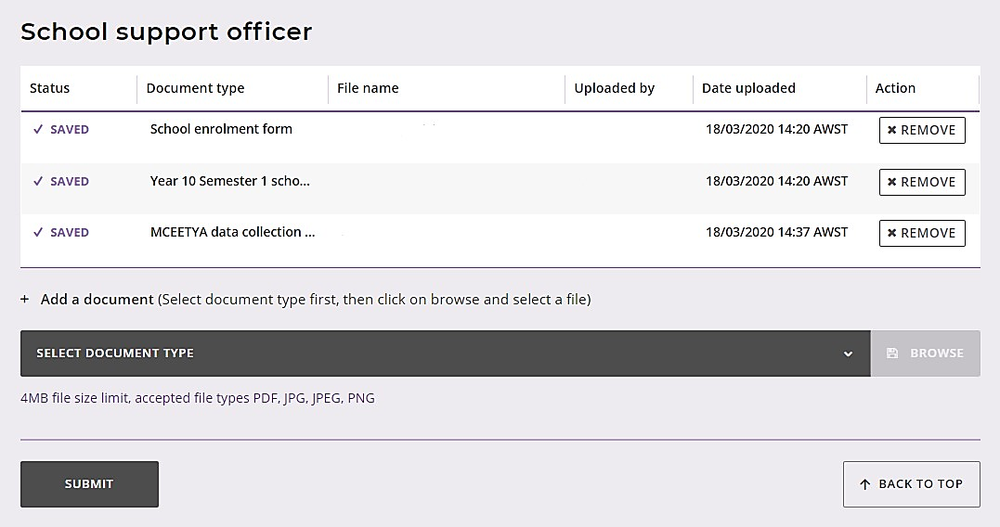 School support officer
Status Document type File name Uploaded by Date uploaded Action
✓ SAVED School enrolment form 18/03/2020 14:20 AWST ✖ REMOVE
✓ SAVED Year 10 Semester 1 scho... 18/03/2020 14:20 AWST ✖ REMOVE
✓ SAVED MCEETYA data collection ... 18/03/2020 14:37 AWST ✖ REMOVE
+ Add a document (Select document type first, then click on browse and select a file)
SELECT DOCUMENT TYPE BROWSE
4MB file size limit, accepted file types PDF, JPG, JPEG, PNG
SUBMIT ↑ BACK TO TOP